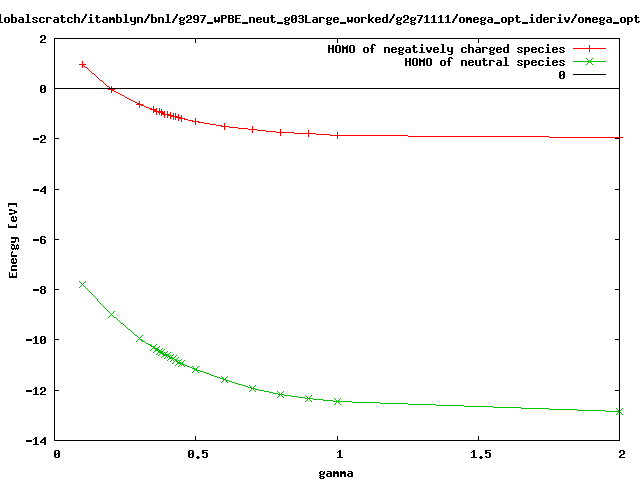 lobalscratch/itamblyn/bnl/g297_wPBE_neut_g03Large_worked/g2g71111/omega_opt_ideriv/omega_opt
HOMO of negatively charged species
HOMO of neutral species
0
2
0
-2
-4
-6
-8
-10
-12
-14
Energy [eV]
0 0.5 1 1.5 2
gamma